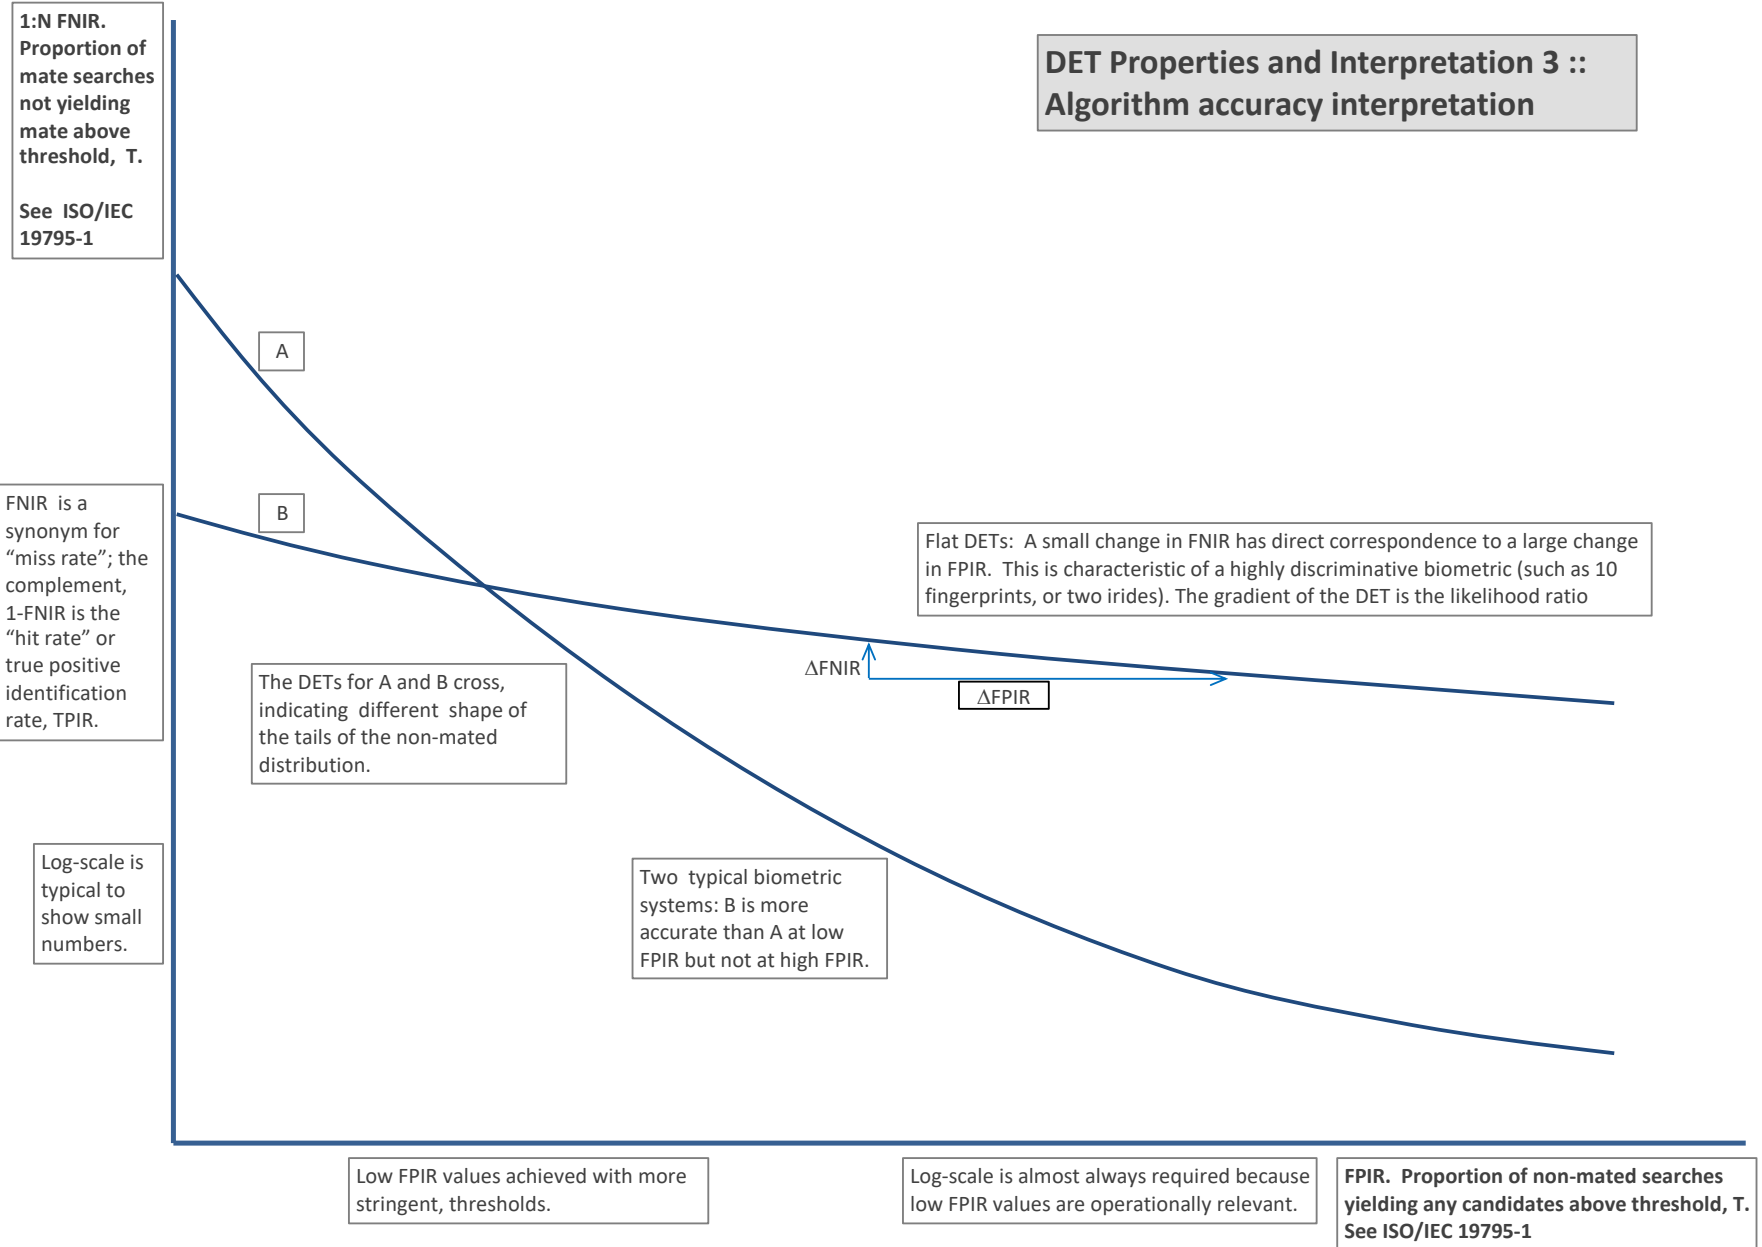 1:N FNIR.
Proportion of
mate searches
not yielding
mate above
threshold, T.
See ISO/IEC
19795-1
DET Properties and Interpretation 3 ::
Algorithm accuracy interpretation
A
B
FNIR is a
synonym for
“miss rate”; the
complement,
1-FNIR is the
“hit rate” or
true positive
identification
rate, TPIR.
Flat DETs: A small change in FNIR has direct correspondence to a large change
in FPIR. This is characteristic of a highly discriminative biometric (such as 10
fingerprints, or two irides). The gradient of the DET is the likelihood ratio
ΔFNIR
ΔFPIR
The DETs for A and B cross,
indicating different shape of
the tails of the non-mated
distribution.
Log-scale is
typical to
show small
numbers.
Two typical biometric
systems: B is more
accurate than A at low
FPIR but not at high FPIR.
Low FPIR values achieved with more
stringent, thresholds.
Log-scale is almost always required because
low FPIR values are operationally relevant.
FPIR. Proportion of non-mated searches
yielding any candidates above threshold, T.
See ISO/IEC 19795-1